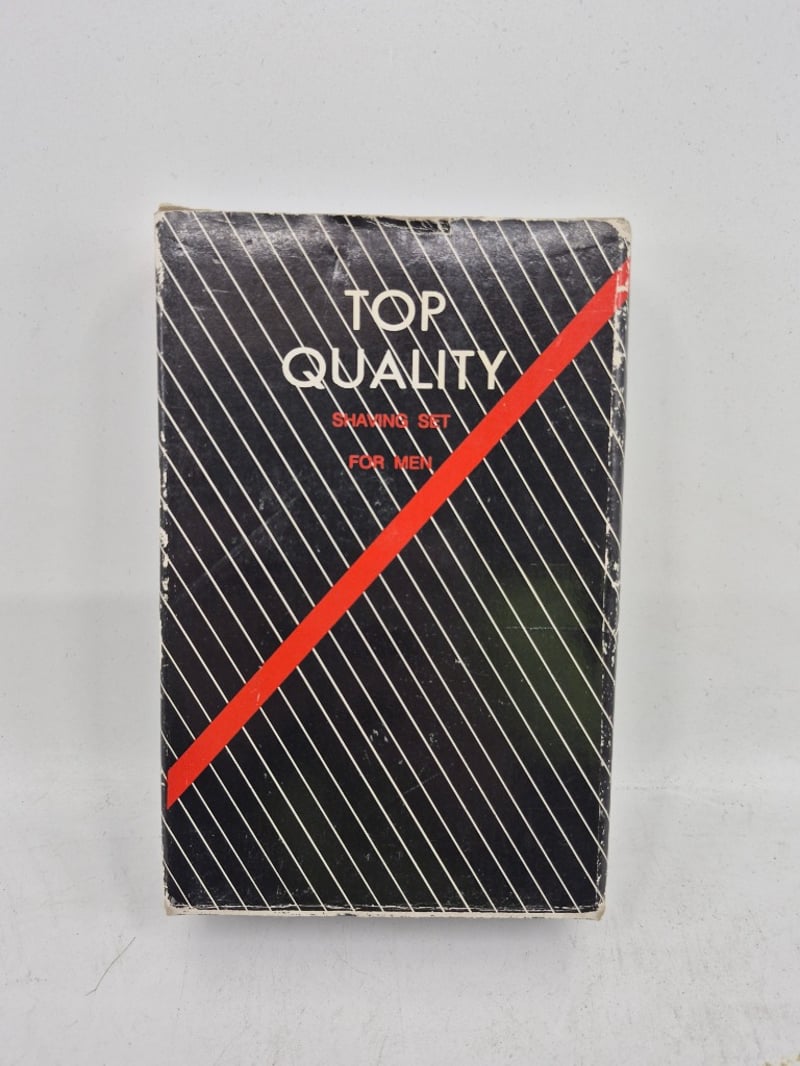 TOP
QUALITY
SHAVING SET
FOR MEN